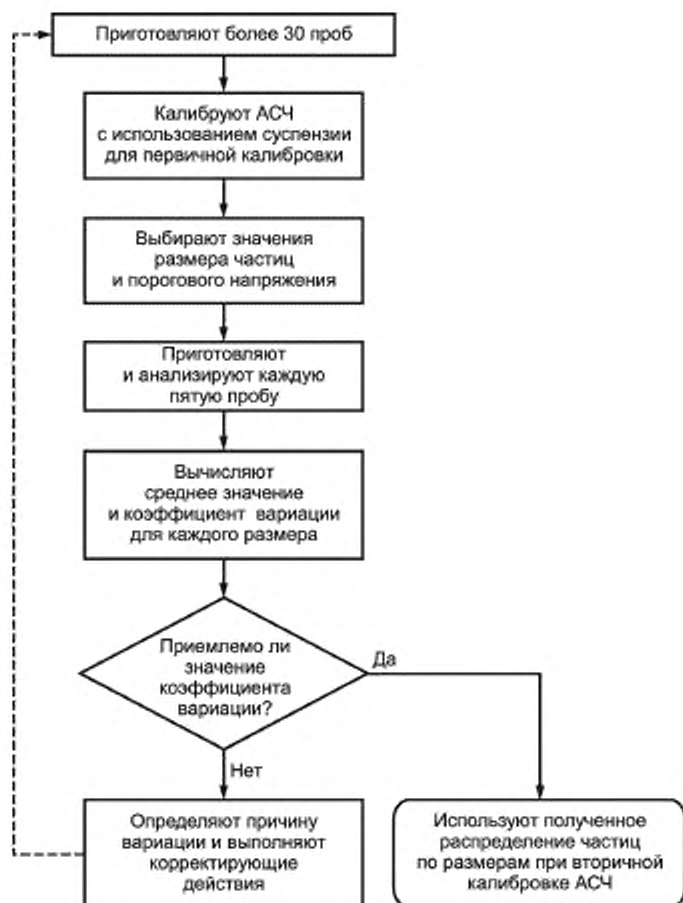 Приготовляют более 30 проб
Калибруют АСЧ
с использованием суспензии
для первичной калибровки
Выбирают значения
размера частиц
и порогового напряжения
Приготовляют
и анализируют каждую
пятую пробу
Вычисляют
среднее значение
и коэффициент вариации
для каждого размера
Приемлемо ли
значение
коэффициента
вариации?
Да
Нет
Определяют причину
вариации и выполняют
корректирующие
действия
Используют полученное
распределение частиц
по размерам при вторичной
калибровке АСЧ